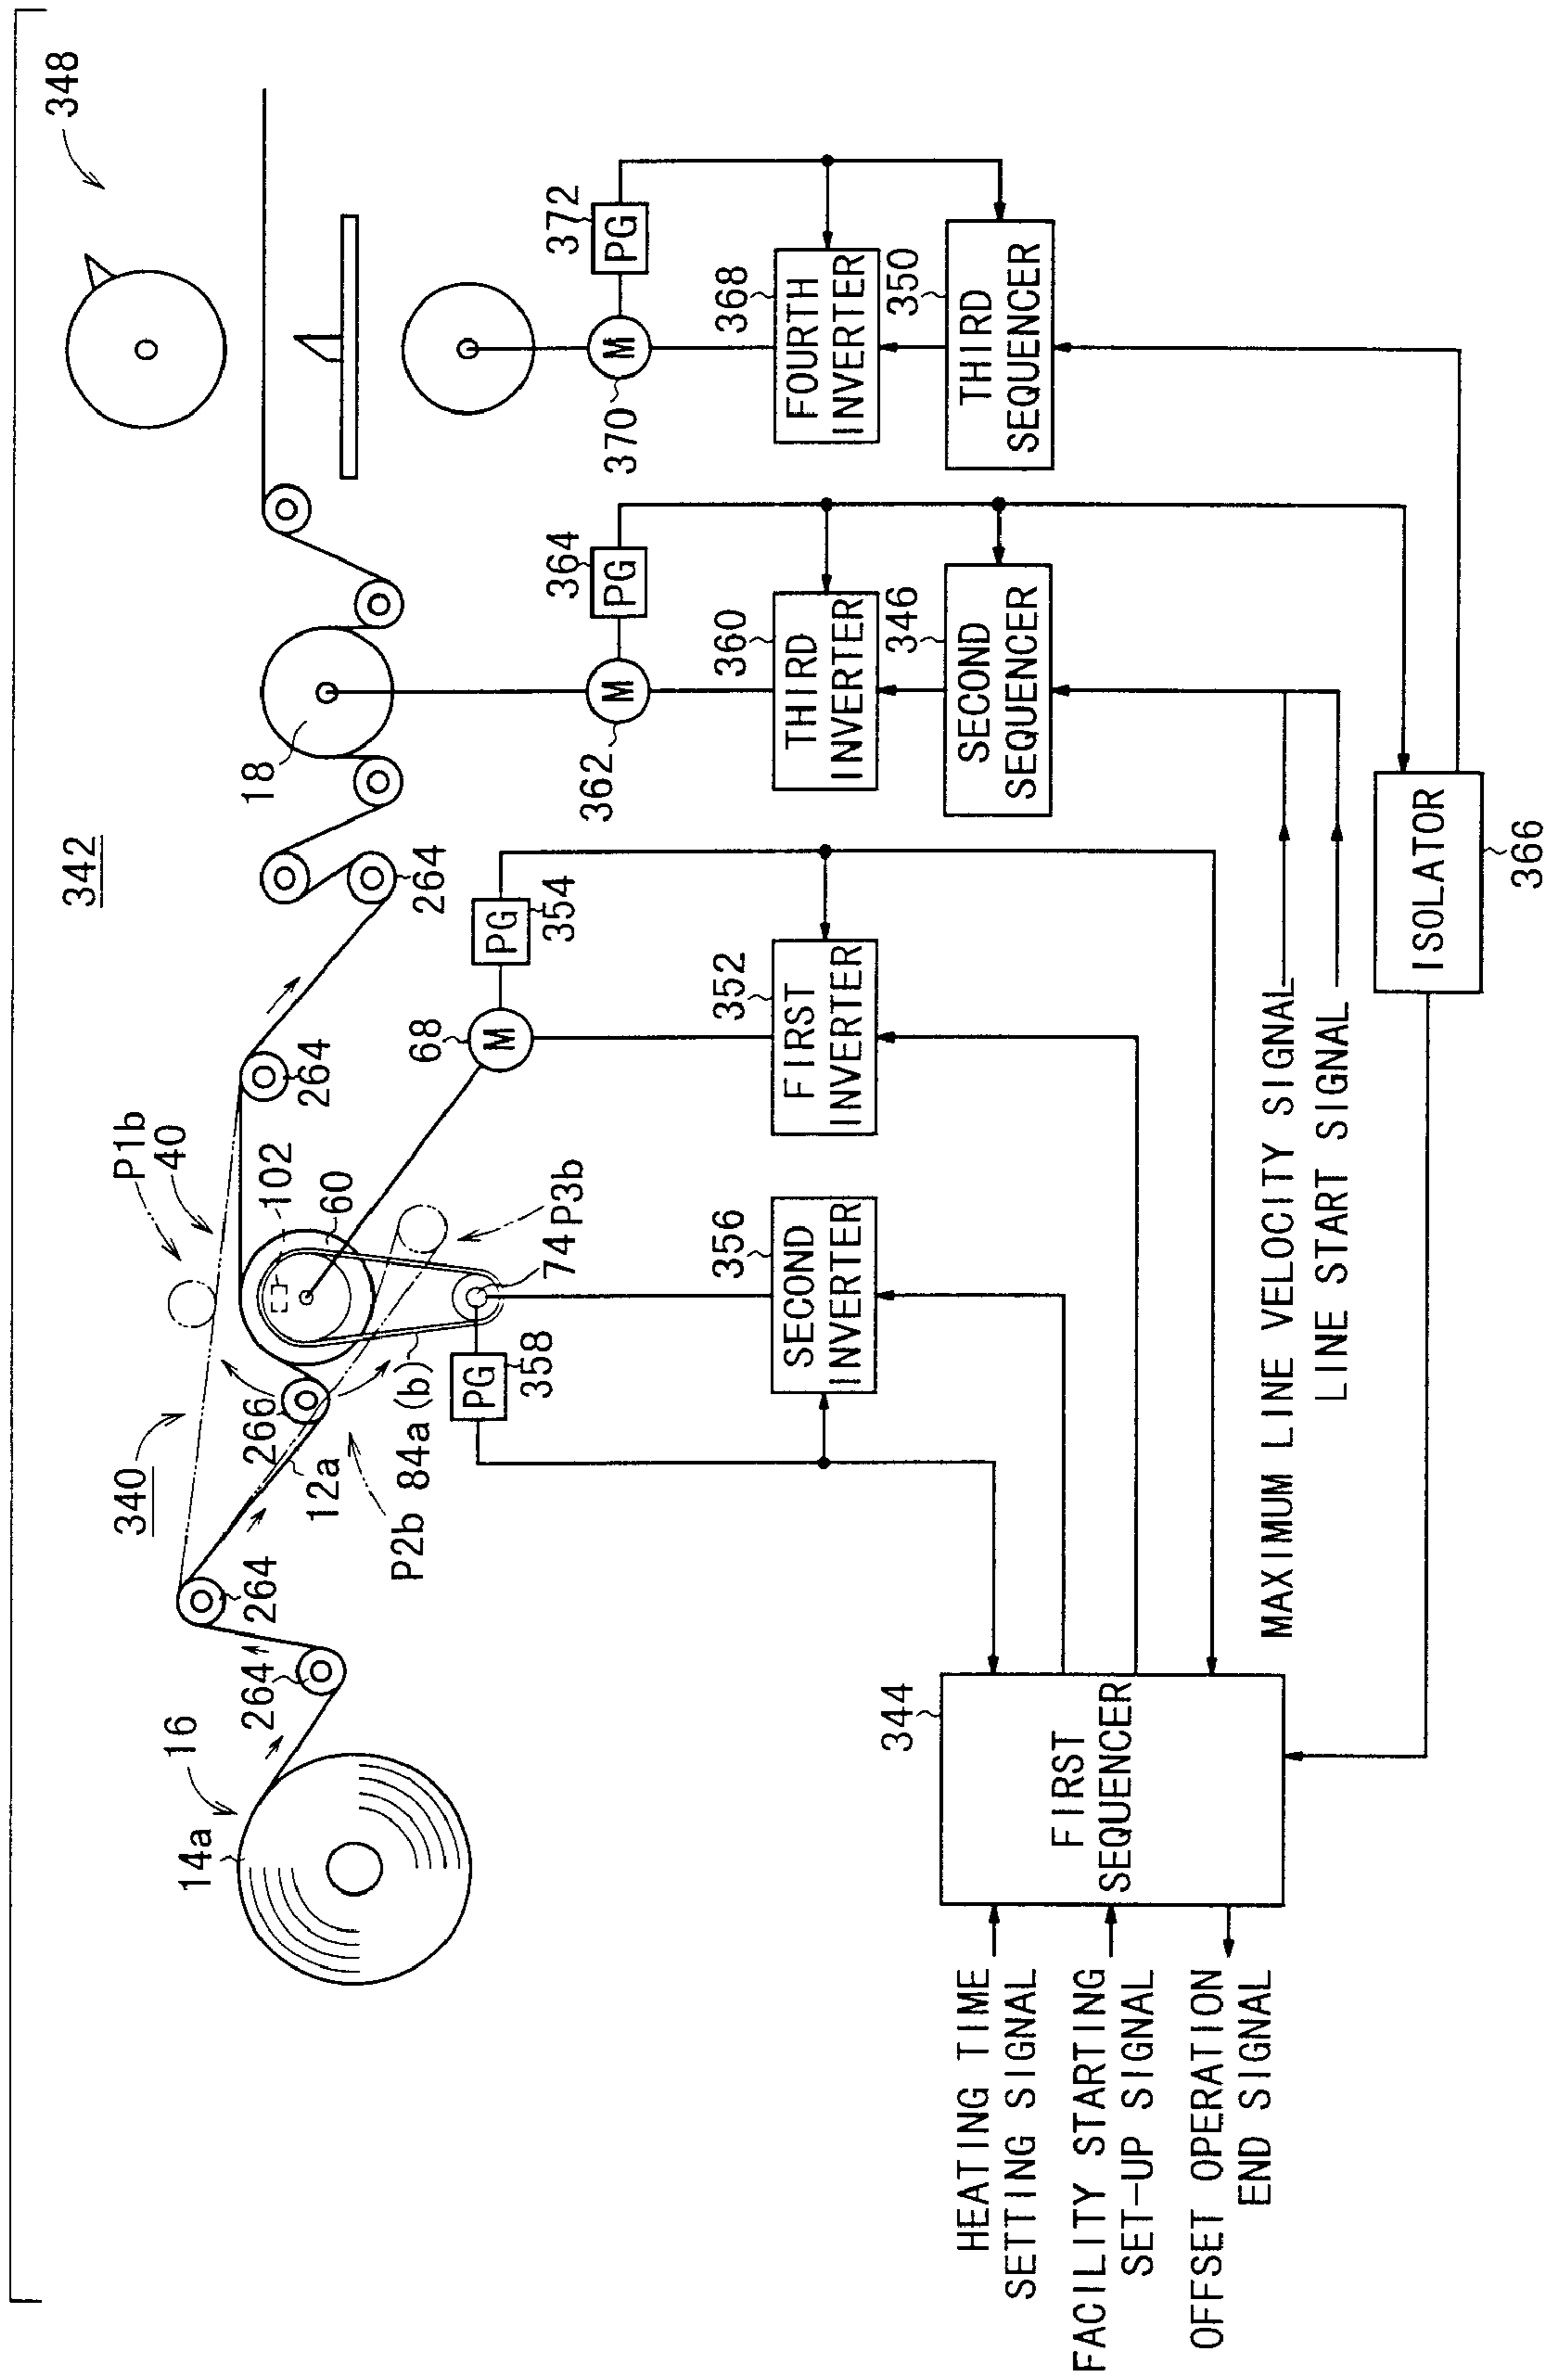 342
348
340
P1b
40
16
14a
264
264
266
12a
P2b
84a(b)
102
60
264
264
18
74
P3b
68
M
PG
354
PG
358
M
362
PG
364
M
370
PG
372
SECOND
INVERTER
356
FIRST
INVERTER
352
THIRD
INVERTER
360
FOURTH
INVERTER
368
SECOND
SEQUENCER
346
THIRD
SEQUENCER
350
344
FIRST
SEQUENCER
HEATING TIME
SETTING SIGNAL
FACILITY STARTING
SET-UP SIGNAL
OFFSET OPERATION
END SIGNAL
MAXIMUM LINE VELOCITY SIGNAL
LINE START SIGNAL
ISOLATOR
366